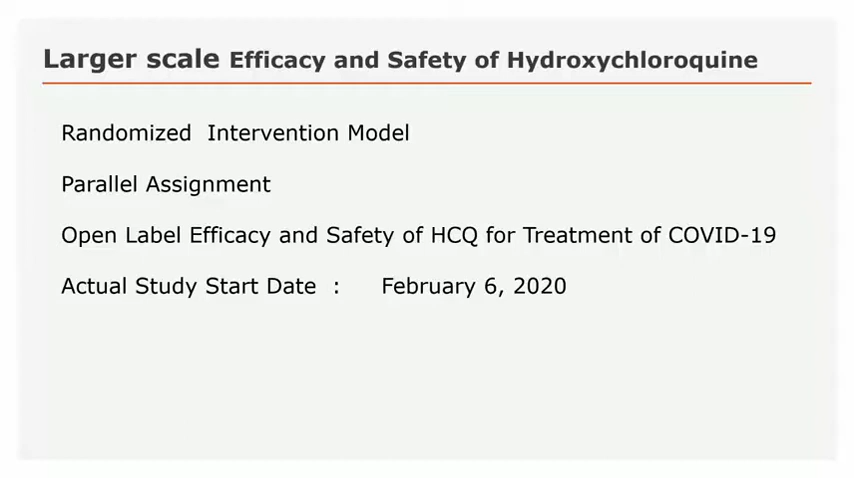 Larger scale Efficacy and Safety of Hydroxychloroquine
Randomized Intervention Model
Parallel Assignment
Open Label Efficacy and Safety of HCQ for Treatment of COVID-19
Actual Study Start Date : February 6, 2020